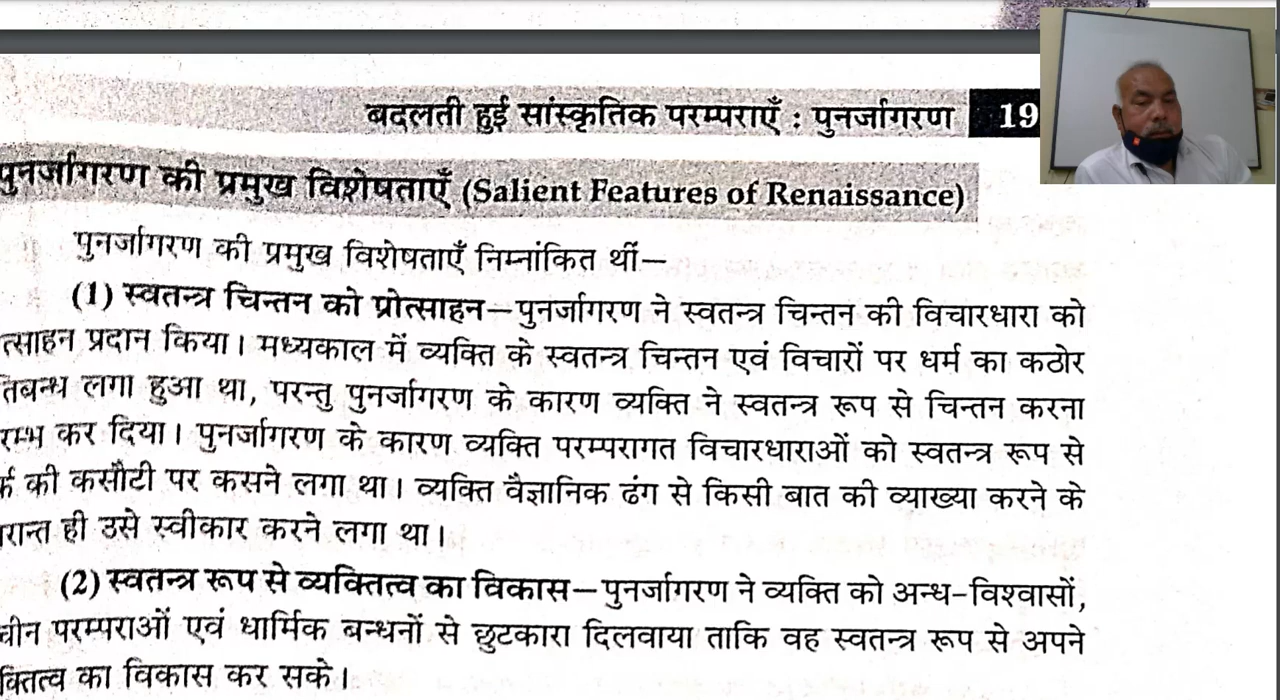 बदलती हुई सांस्कृतिक परम्पराएँ : पुनर्जागरण 19
पुनर्जागरण की प्रमुख विशेषताएँ (Salient Features of Renaissance)
पुनर्जागरण की प्रमुख विशेषताएँ निम्नांकित थीं—
(1) स्वतन्त्र चिन्तन को प्रोत्साहन—पुनर्जागरण ने स्वतन्त्र चिन्तन की विचारधारा को
त्साहन प्रदान किया। मध्यकाल में व्यक्ति के स्वतन्त्र चिन्तन एवं विचारों पर धर्म का कठोर
तिबन्ध लगा हुआ था, परन्तु पुनर्जागरण के कारण व्यक्ति ने स्वतन्त्र रूप से चिन्तन करना
रम्भ कर दिया। पुनर्जागरण के कारण व्यक्ति परम्परागत विचारधाराओं को स्वतन्त्र रूप से
र्क की कसौटी पर कसने लगा था। व्यक्ति वैज्ञानिक ढंग से किसी बात की व्याख्या करने के
रान्त ही उसे स्वीकार करने लगा था।
(2) स्वतन्त्र रूप से व्यक्तित्व का विकास—पुनर्जागरण ने व्यक्ति को अन्ध-विश्वासों,
चीन परम्पराओं एवं धार्मिक बन्धनों से छुटकारा दिलवाया ताकि वह स्वतन्त्र रूप से अपने
क्तित्व का विकास कर सके।